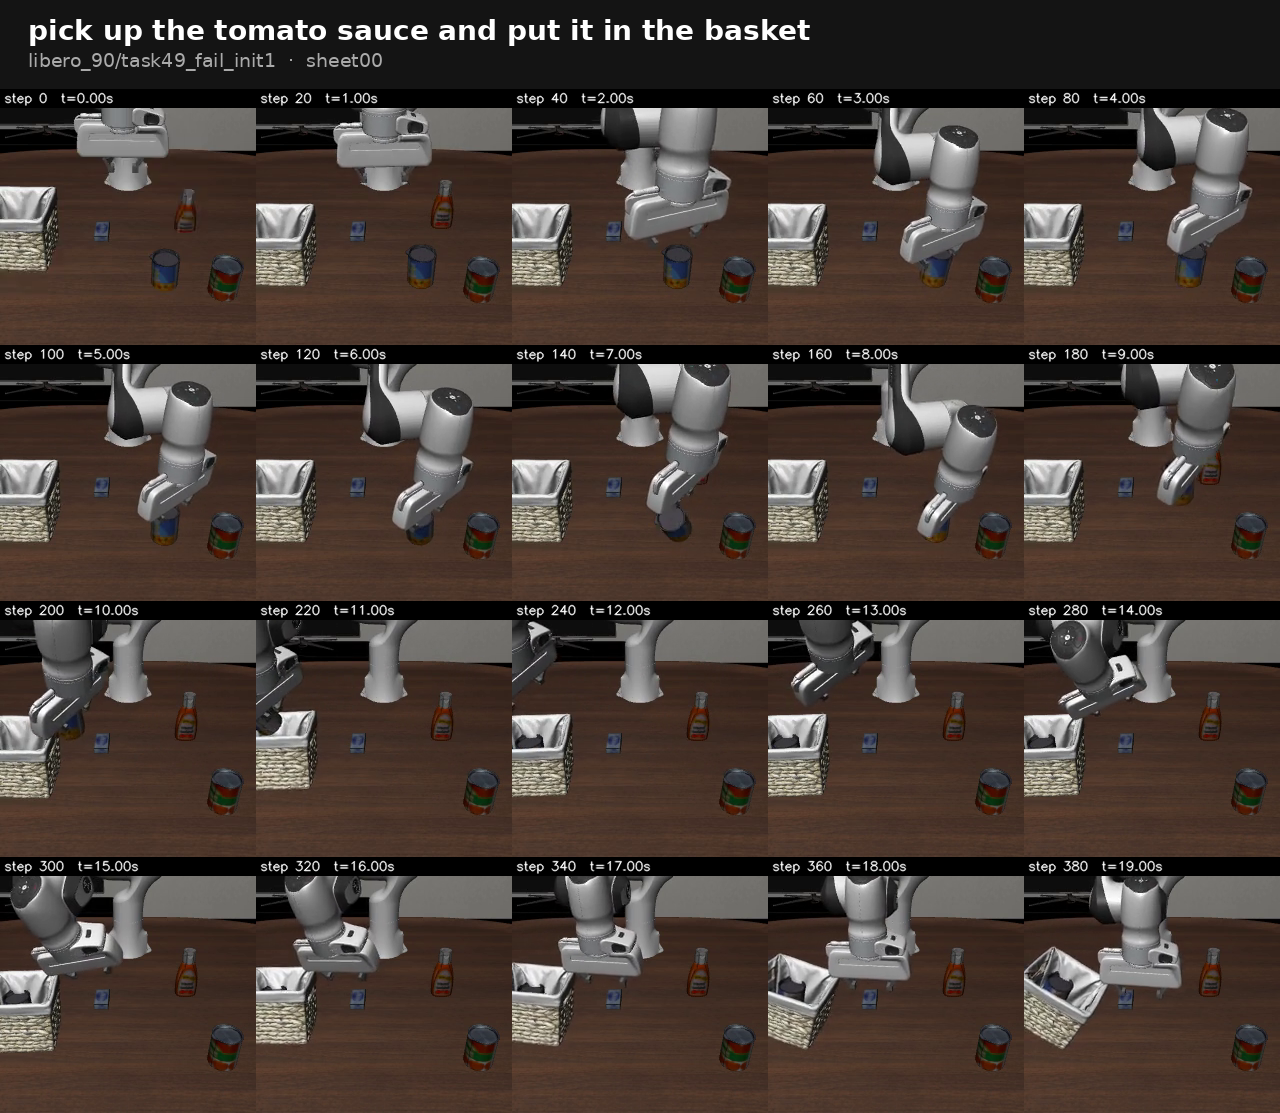 pick up the tomato sauce and put it in the basket
libero_90/task49_fail_init1 · sheet00
step 0 t=0.00s
step 20 t=1.00s
step 40 t=2.00s
step 60 t=3.00s
step 80 t=4.00s
step 100 t=5.00s
step 120 t=6.00s
step 140 t=7.00s
step 160 t=8.00s
step 180 t=9.00s
step 200 t=10.00s
step 220 t=11.00s
step 240 t=12.00s
step 260 t=13.00s
step 280 t=14.00s
step 300 t=15.00s
step 320 t=16.00s
step 340 t=17.00s
step 360 t=18.00s
step 380 t=19.00s